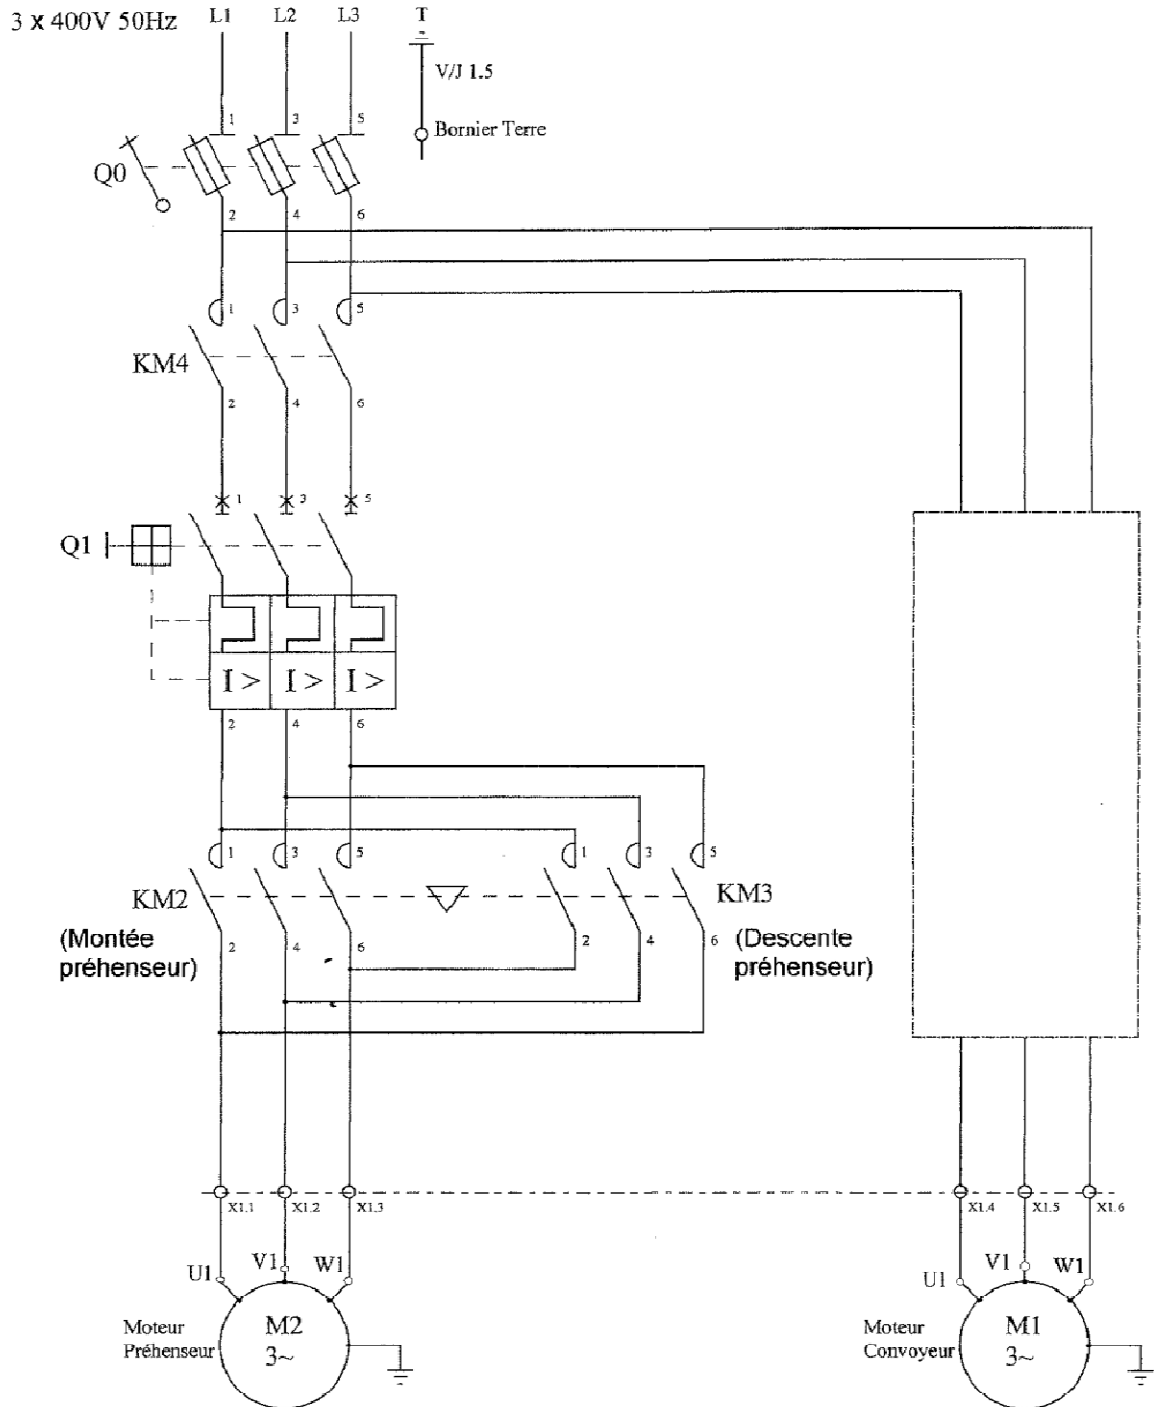 3 x 400V 50Hz L1 L2 L3 T
V/J 1.5
1 3 5
Bornier Terre
Q0
2 4 6
1 3 5
KM4
2 4 6
1 3 5
Q1
I > I > I >
2 4 6
1 3 5 1 3 5
KM2 KM3
2 4 6 2 4 6
(Montée
préhenseur)
(Descente
préhenseur)
X1.1 X1.2 X1.3 X1.4 X1.5 X1.6
U1 V1 W1 U1 V1 W1
Moteur
Préhenseur
M2
3~
Moteur
Convoyeur
M1
3~